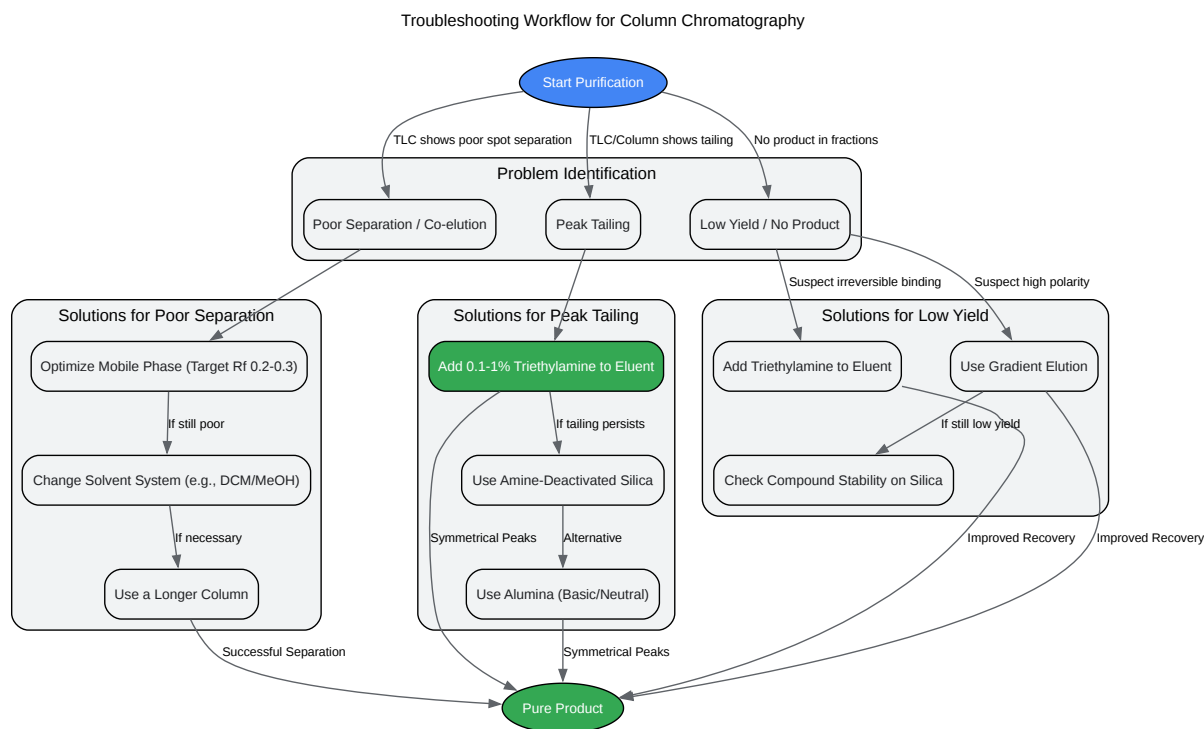 Troubleshooting Workflow for Column Chromatography
Start Purification
TLC shows poor spot separation
TLC/Column shows tailing
No product in fractions
Problem Identification
Poor Separation / Co-elution
Peak Tailing
Low Yield / No Product
Suspect irreversible binding
Suspect high polarity
Solutions for Poor Separation
Solutions for Peak Tailing
Solutions for Low Yield
Optimize Mobile Phase (Target Rf 0.2-0.3)
Add 0.1-1% Triethylamine to Eluent
Add Triethylamine to Eluent
Use Gradient Elution
If still poor
If tailing persists
If still low yield
Change Solvent System (e.g., DCM/MeOH)
Use Amine-Deactivated Silica
Check Compound Stability on Silica
If necessary
Symmetrical Peaks
Alternative
Improved Recovery
Improved Recovery
Use a Longer Column
Use Alumina (Basic/Neutral)
Successful Separation
Symmetrical Peaks
Pure Product